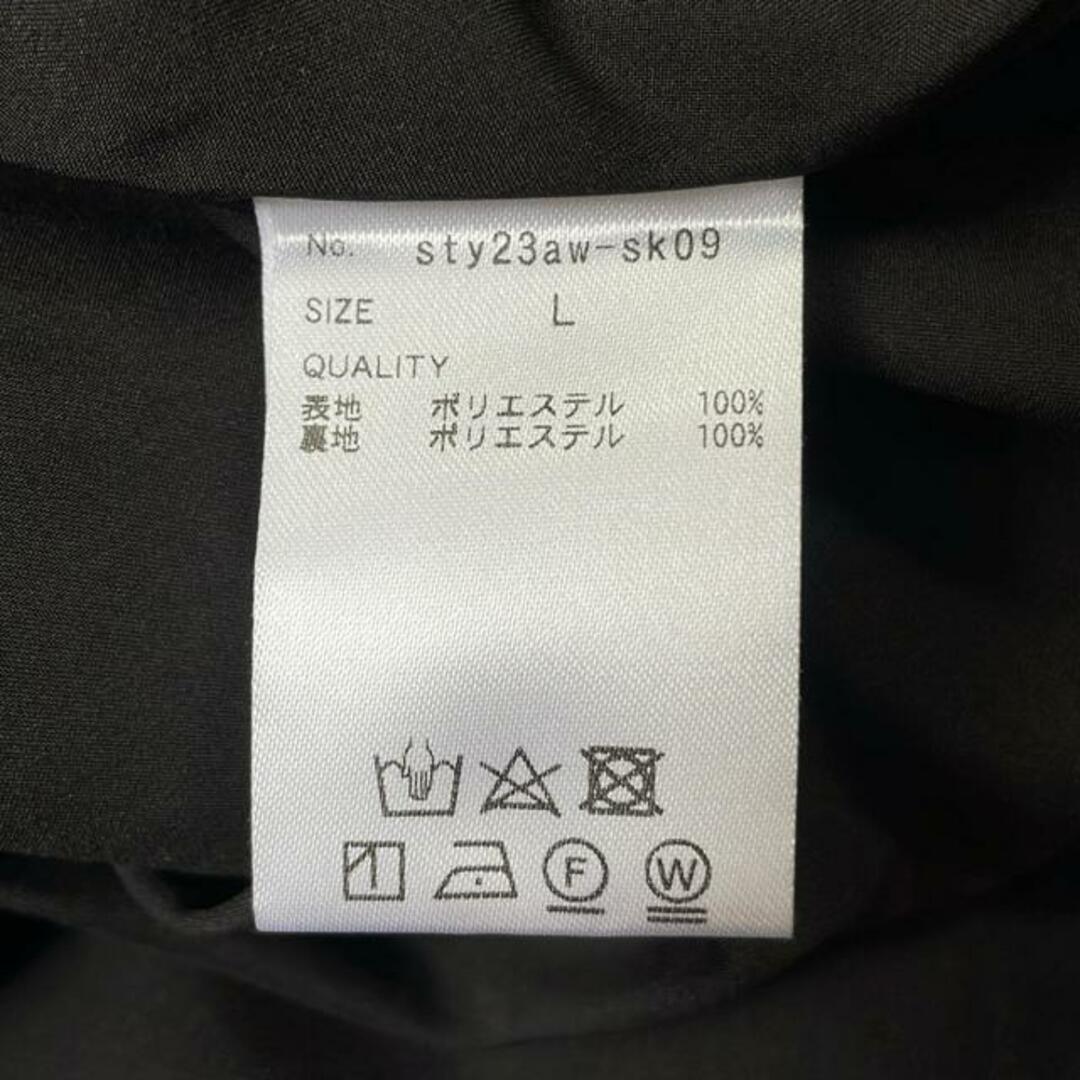 No. sty23aw-sk09
SIZE L
QUALITY
表地 ポリエステル 100%
裏地 ポリエステル 100%
F W